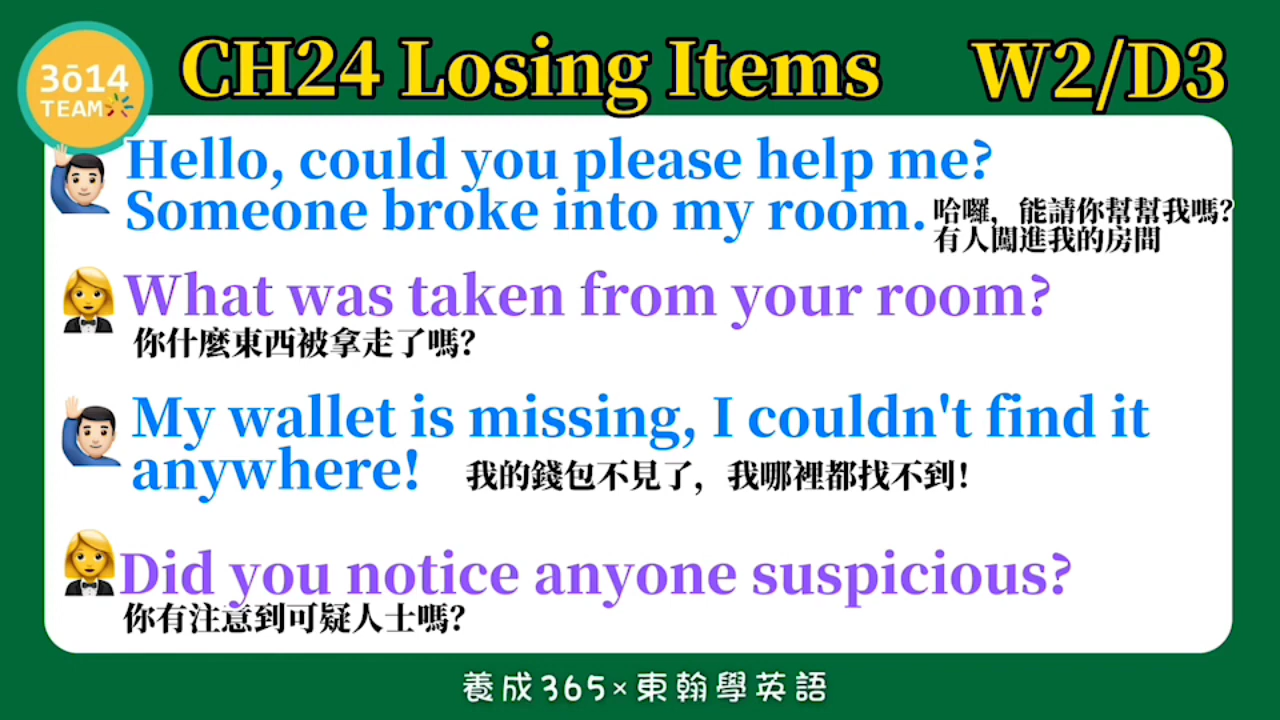 3ō14
TEAM
CH24 Losing Items
W2/D3
Hello, could you please help me?
Someone broke into my room.
哈囉，能請你幫幫我嗎？
有人闖進我的房間
What was taken from your room?
你什麼東西被拿走了嗎？
My wallet is missing, I couldn't find it
anywhere!
我的錢包不見了，我哪裡都找不到！
Did you notice anyone suspicious?
你有注意到可疑人士嗎？
養成365×東翰學英語